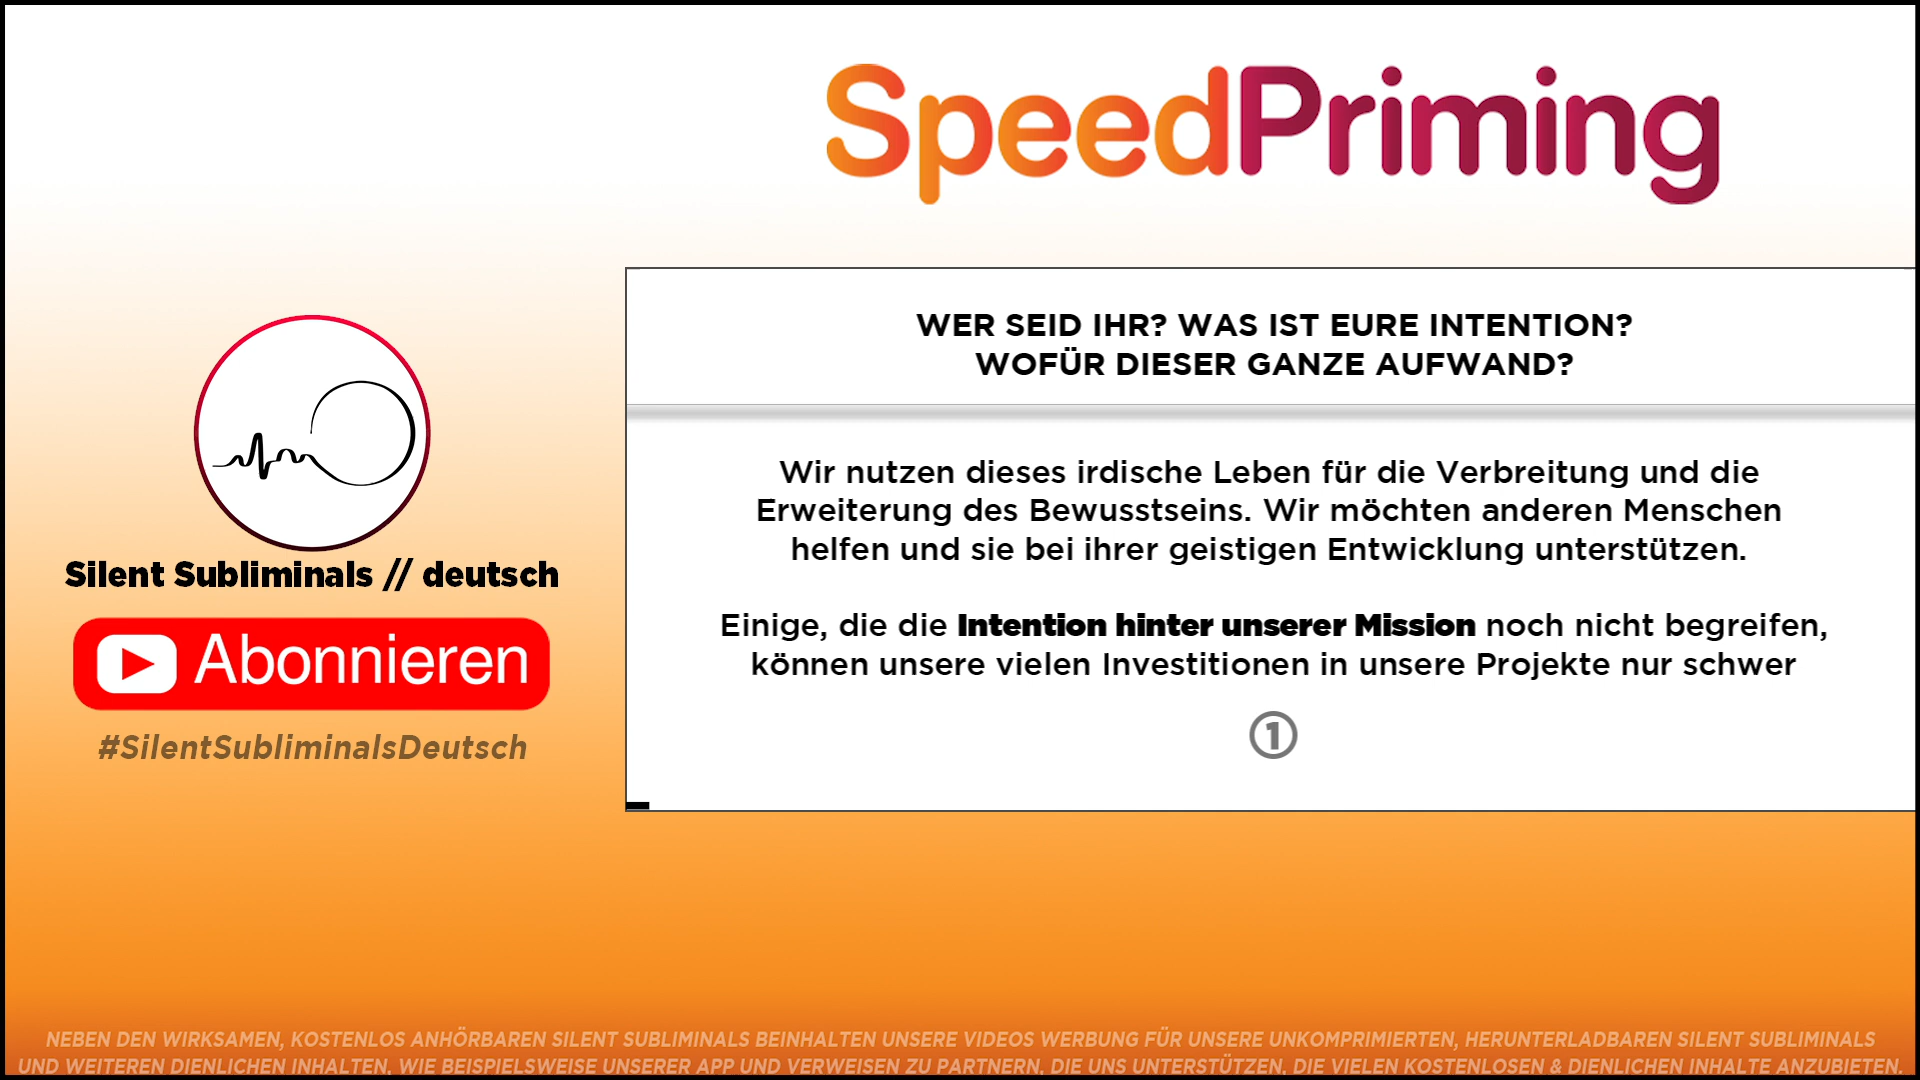 SpeedPriming
WER SEID IHR? WAS IST EURE INTENTION?
WOFÜR DIESER GANZE AUFWAND?
Wir nutzen dieses irdische Leben für die Verbreitung und die
Erweiterung des Bewusstseins. Wir möchten anderen Menschen
helfen und sie bei ihrer geistigen Entwicklung unterstützen.
Einige, die die Intention hinter unserer Mission noch nicht begreifen,
können unsere vielen Investitionen in unsere Projekte nur schwer
1
Silent Subliminals // deutsch
Abonnieren
#SilentSubliminalsDeutsch
NEBEN DEN WIRKSAMEN, KOSTENLOS ANHÖRBAREN SILENT SUBLIMINALS BEINHALTEN UNSERE VIDEOS WERBUNG FÜR UNSERE UNKOMPRIMIERTEN, HERUNTERLADBAREN SILENT SUBLIMINALS
UND WEITEREN DIENLICHEN INHALTEN, WIE BEISPIELSWEISE UNSERER APP UND VERWEISEN ZU PARTNERN, DIE UNS UNTERSTÜTZEN, DIE VIELEN KOSTENLOSEN & DIENLICHEN INHALTE ANZUBIETEN.